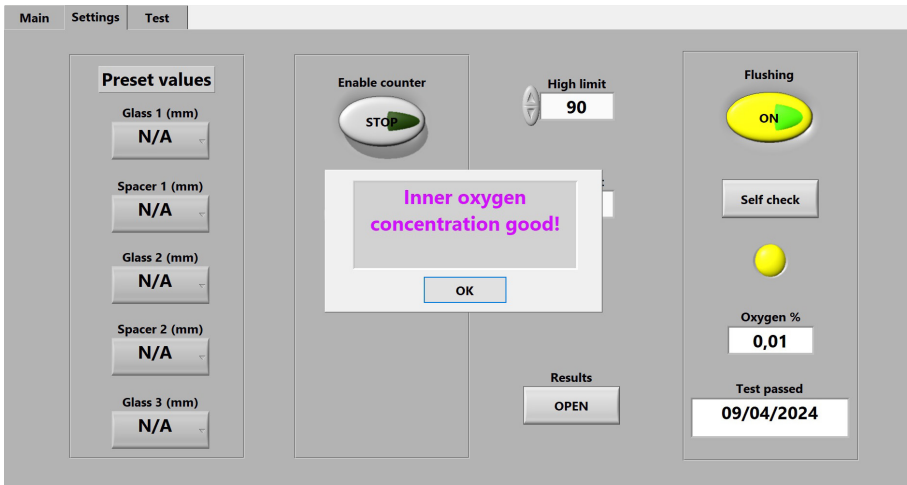 Main Settings Test
Preset values
Glass 1 (mm)
N/A
Spacer 1 (mm)
N/A
Glass 2 (mm)
N/A
Spacer 2 (mm)
N/A
Glass 3 (mm)
N/A
Enable counter
STOP
Inner oxygen
concentration good!
OK
High limit
90
Results
OPEN
Flushing
ON
Self check
Oxygen %
0,01
Test passed
09/04/2024